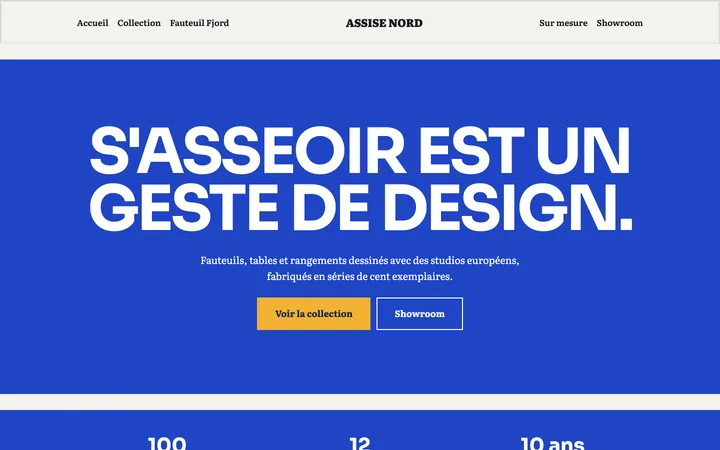 Accueil Collection Fauteuil Fjord ASSISE NORD Sur mesure Showroom
S'ASSEOIR EST UN
GESTE DE DESIGN.
Fauteuils, tables et rangements dessinés avec des studios européens,
fabriqués en séries de cent exemplaires.
Voir la collection Showroom
100 12 10 ans